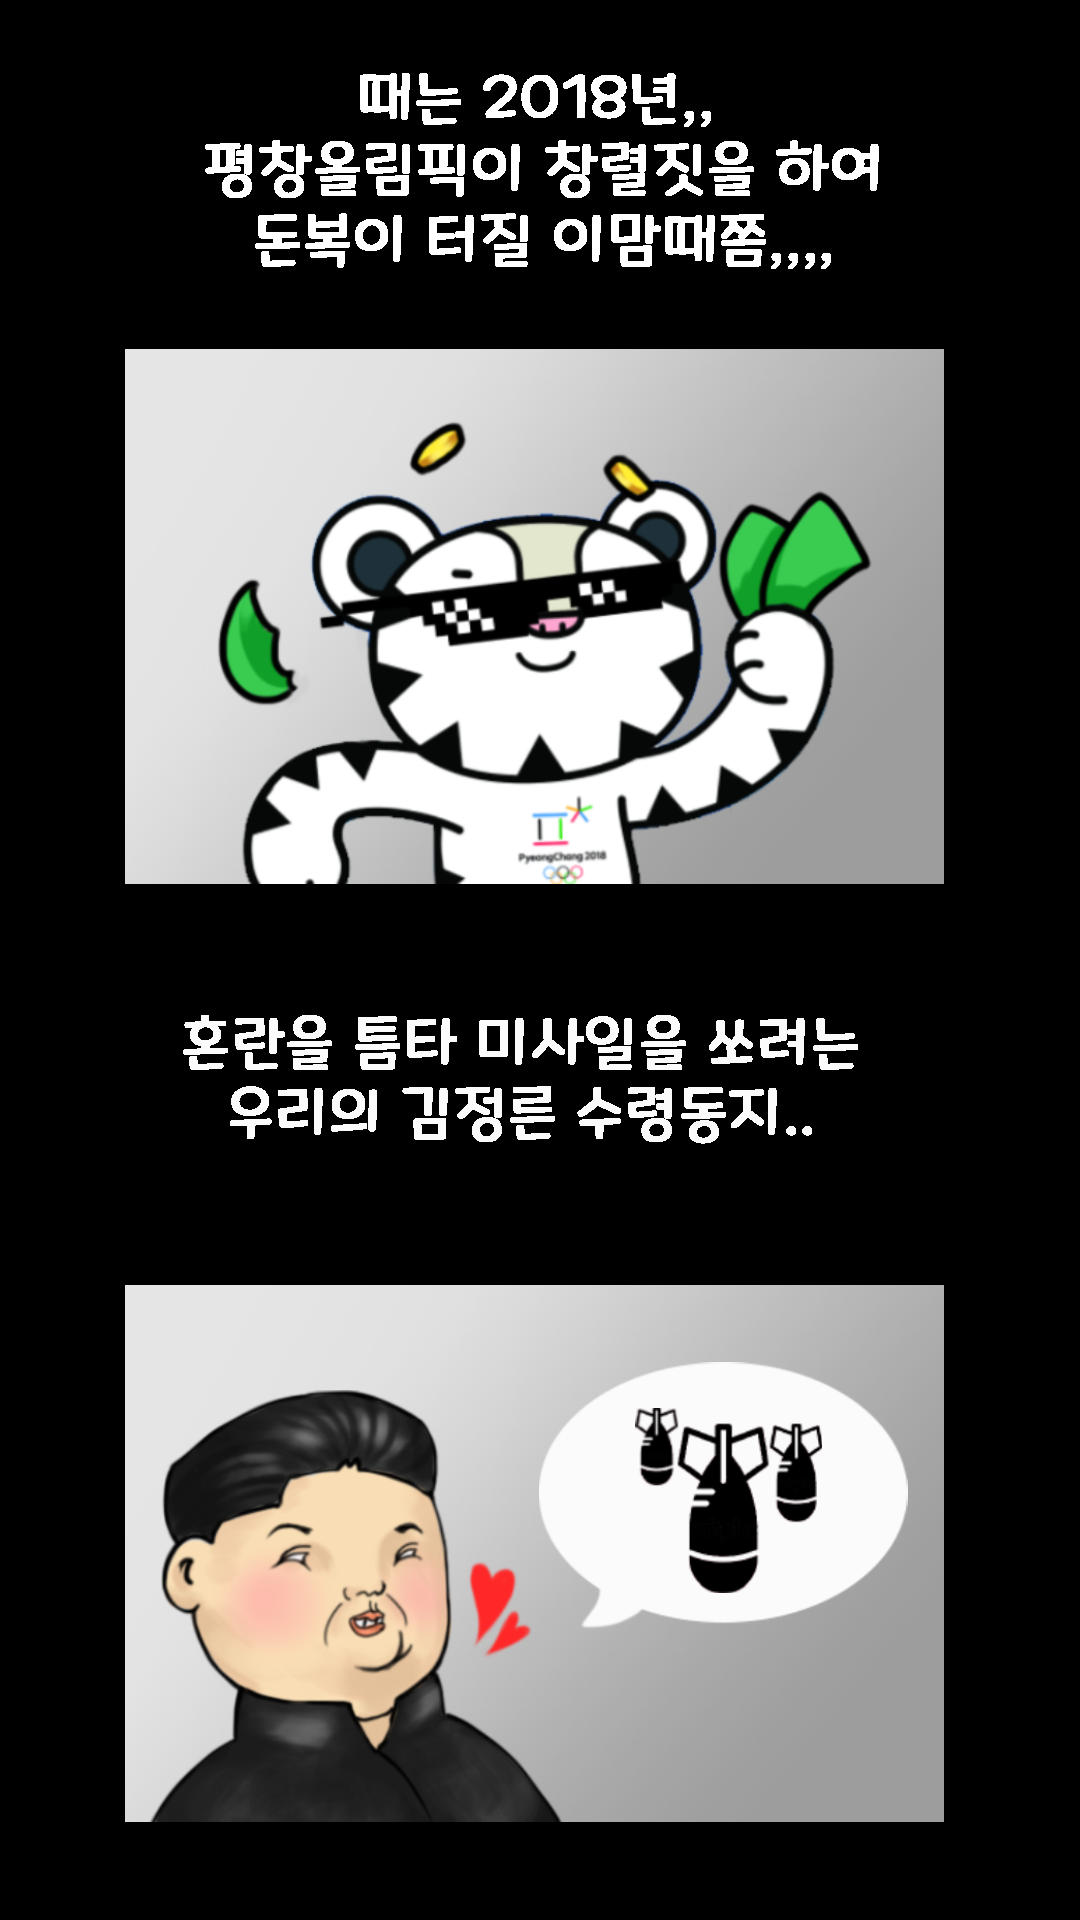 때는 2018년,,
평창올림픽이 창렬짓을 하여
돈복이 터질 이맘때쯤,,,,
PyeongChang 2018
혼란을 틈타 미사일을 쏘려는
우리의 김정른 수령동지..